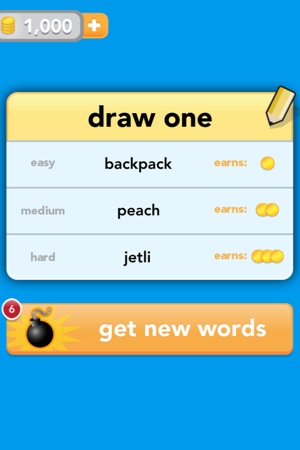 1,000 +
draw one
easy backpack earns:
medium peach earns:
hard jetli earns:
6
get new words